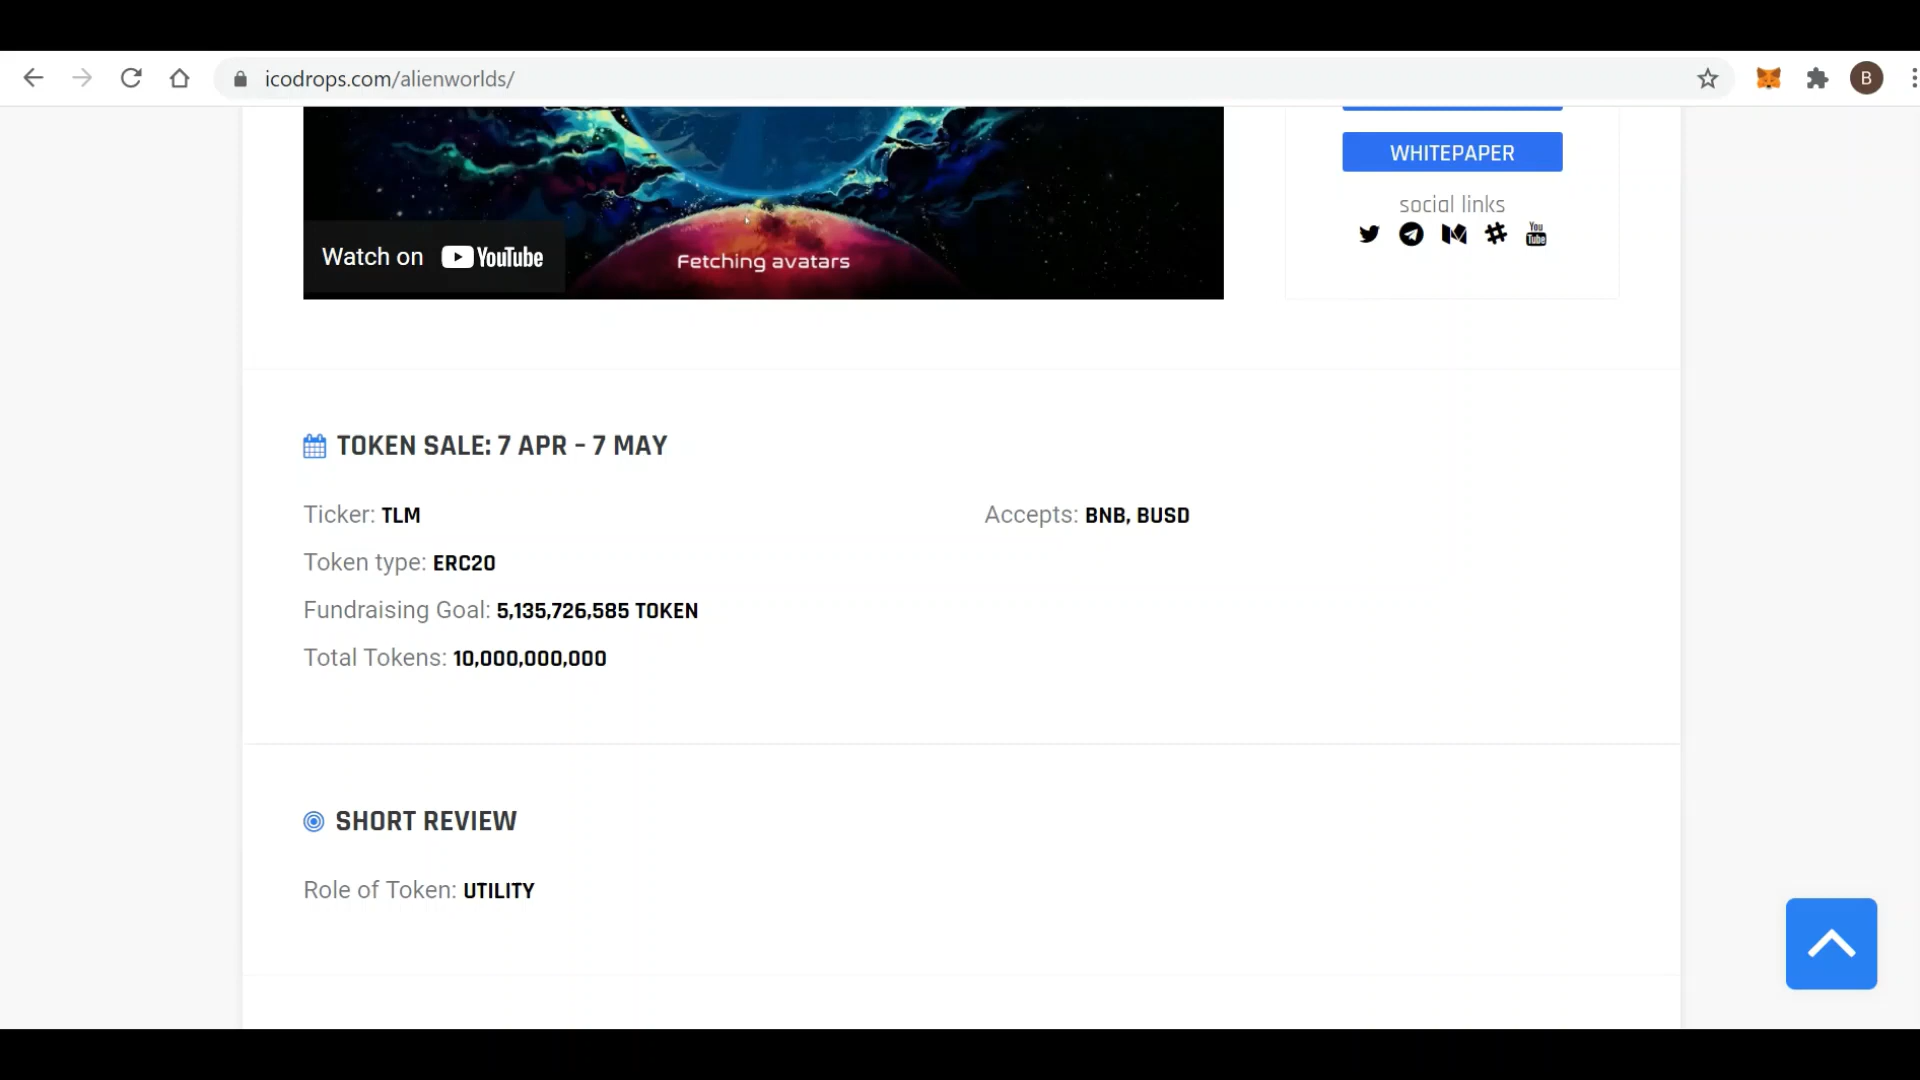 icodrops.com/alienworlds/
B
WHITEPAPER
social links
You
Tube
Watch on YouTube
Fetching avatars
TOKEN SALE: 7 APR – 7 MAY
Ticker: TLM
Accepts: BNB, BUSD
Token type: ERC20
Fundraising Goal: 5,135,726,585 TOKEN
Total Tokens: 10,000,000,000
SHORT REVIEW
Role of Token: UTILITY